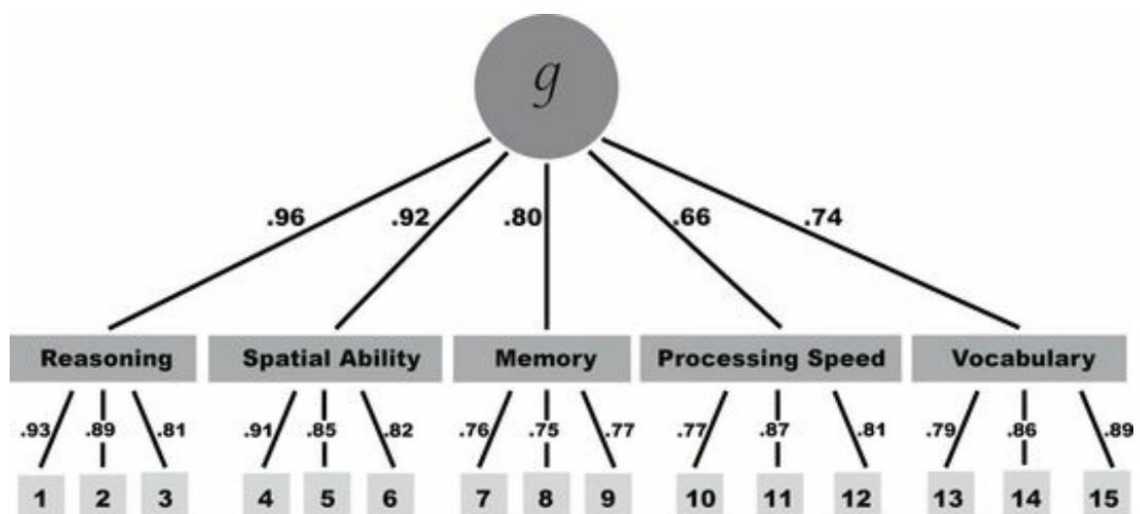 g
.96 .92 .80 .66 .74
Reasoning Spatial Ability Memory Processing Speed Vocabulary
.93 .89 .81 .91 .85 .82 .76 .75 .77 .77 .87 .81 .79 .86 .89
1 2 3 4 5 6 7 8 9 10 11 12 13 14 15